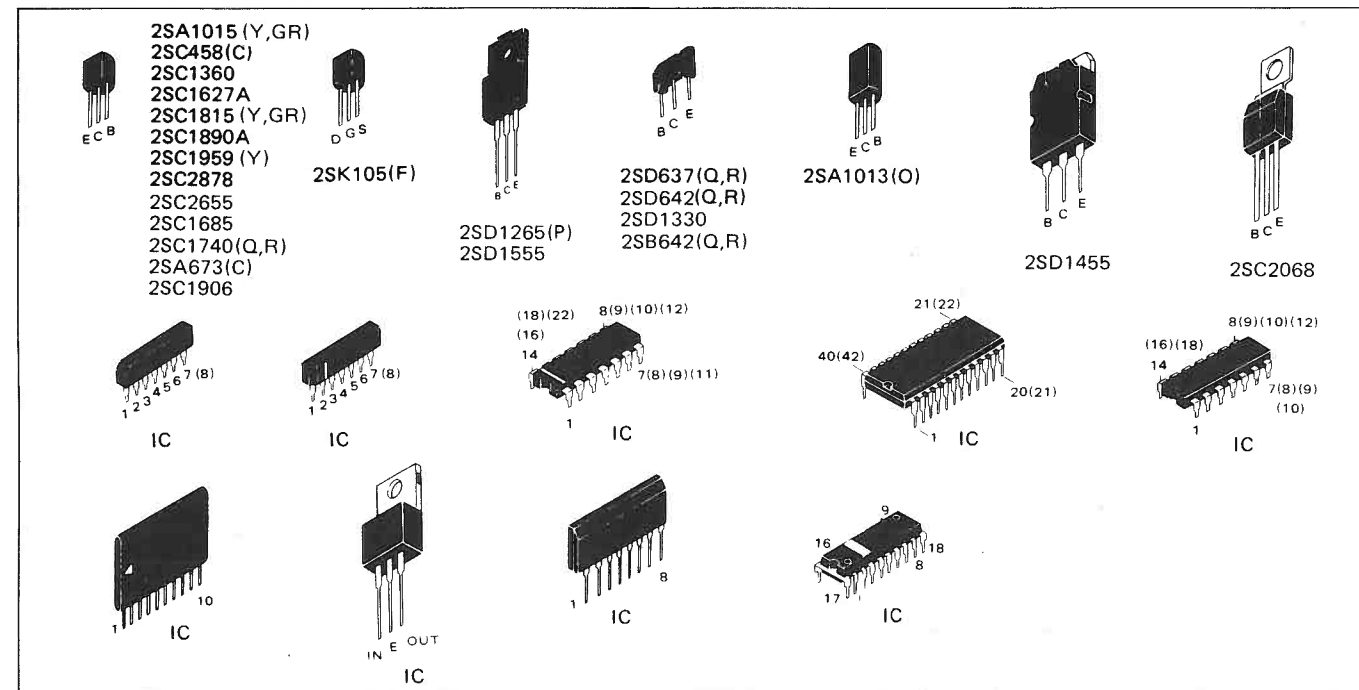 2SA1015 (Y,GR)
2SC458(C)
2SC1360
2SC1627A
2SC1815 (Y,GR)
2SC1890A
2SC1959 (Y)
2SC2878
2SC2655
2SC1685
2SC1740(Q,R)
2SA673(C)
2SC1906
E C B
D G S
2SK105(F)
B C E
2SD1265(P)
2SD1555
B C E
2SD637(Q,R)
2SD642(Q,R)
2SD1330
2SB642(Q,R)
E C B
2SA1013(O)
B C E
2SD1455
B C E
2SC2068
1 2 3 4 5 6 7 (8)
IC
1 2 3 4 5 6 7 (8)
IC
(18)(22)
(16)
14
8(9)(10)(12)
7(8)(9)(11)
1
IC
21(22)
40(42)
20(21)
1
IC
8(9)(10)(12)
(16)(18)
14
7(8)(9)
(10)
1
IC
1
10
IC
IN E OUT
IC
1
8
IC
9
16
18
8
17
IC